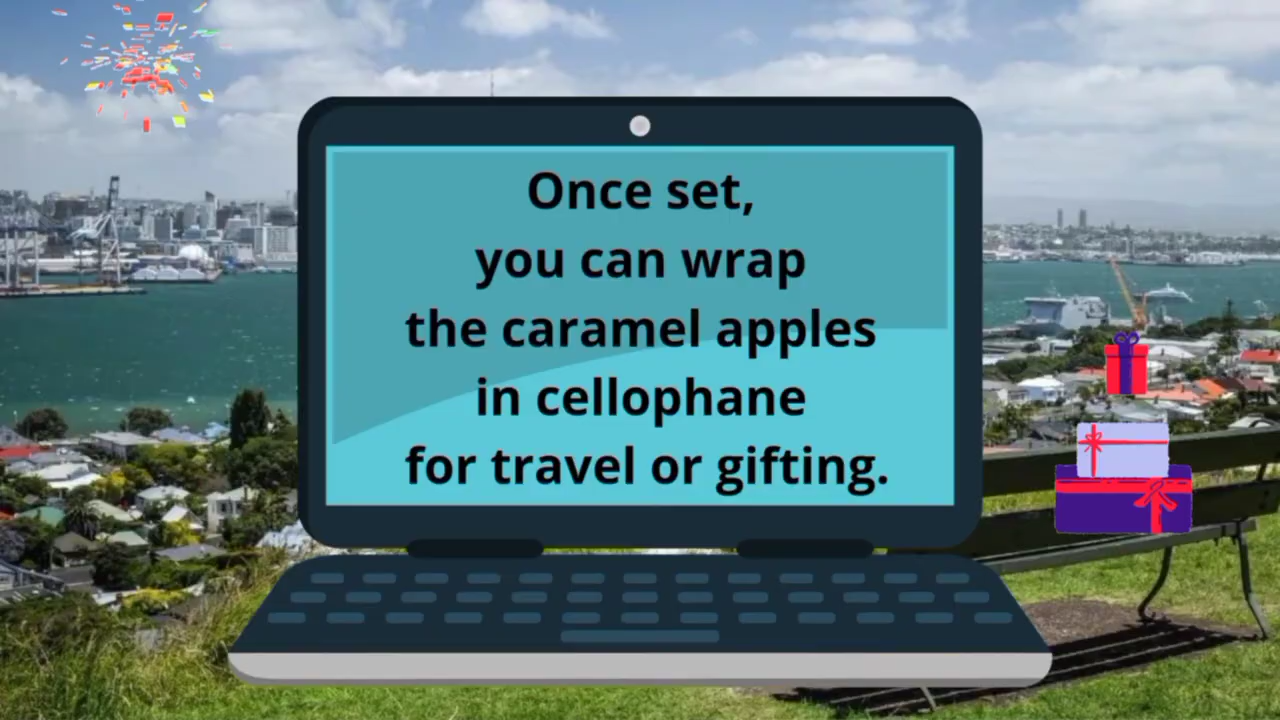 Once set,
you can wrap
the caramel apples
in cellophane
for travel or gifting.